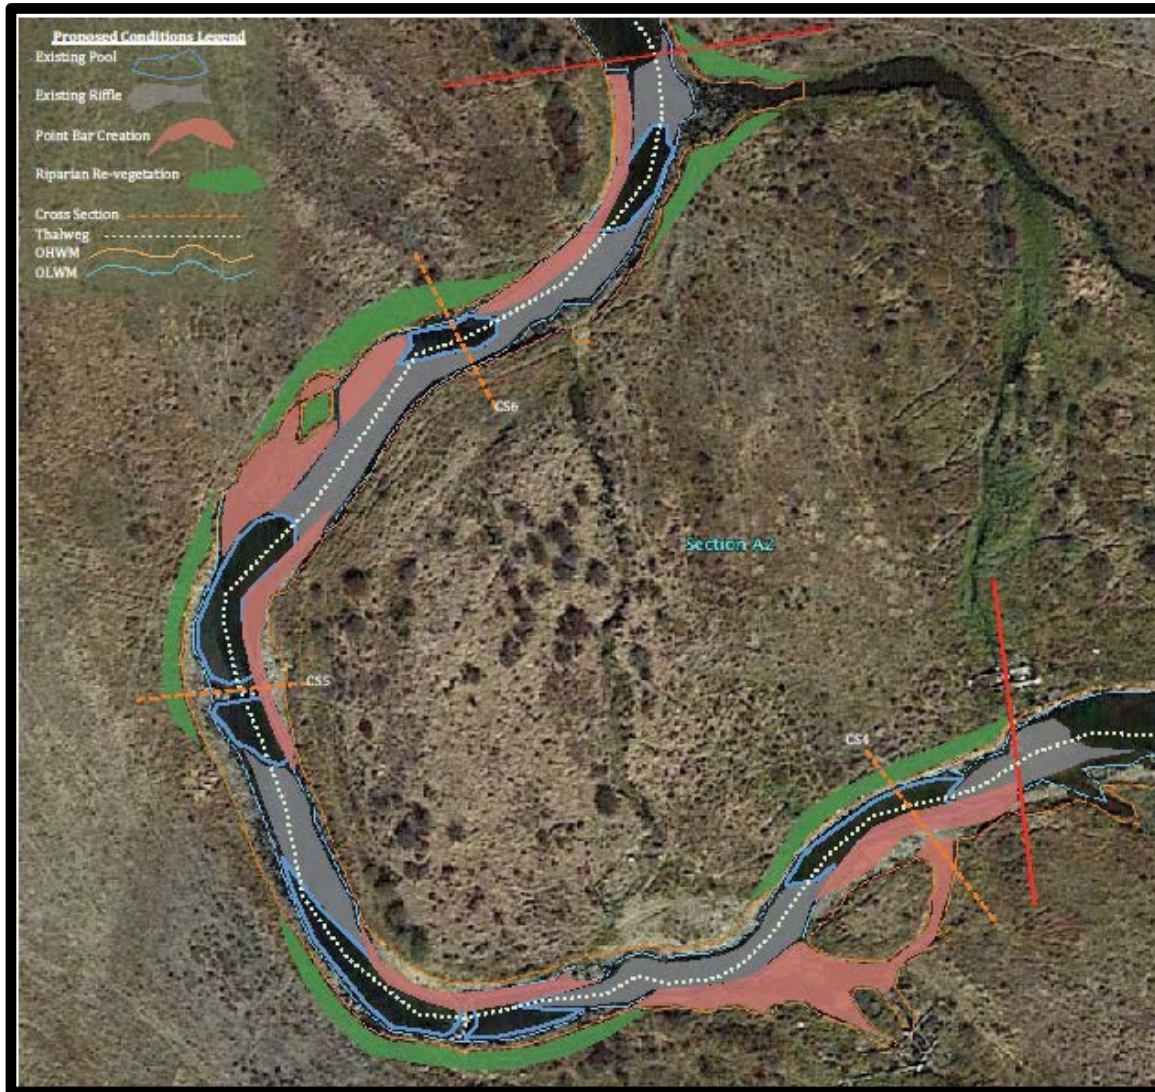 Proposed Conditions Legend
Existing Pool
Existing Riffle
Point Bar Creation
Riparian Re-vegetation
Cross Section
Thalweg
OHWM
OLWM
CS6
Section A2
CS5
CS4